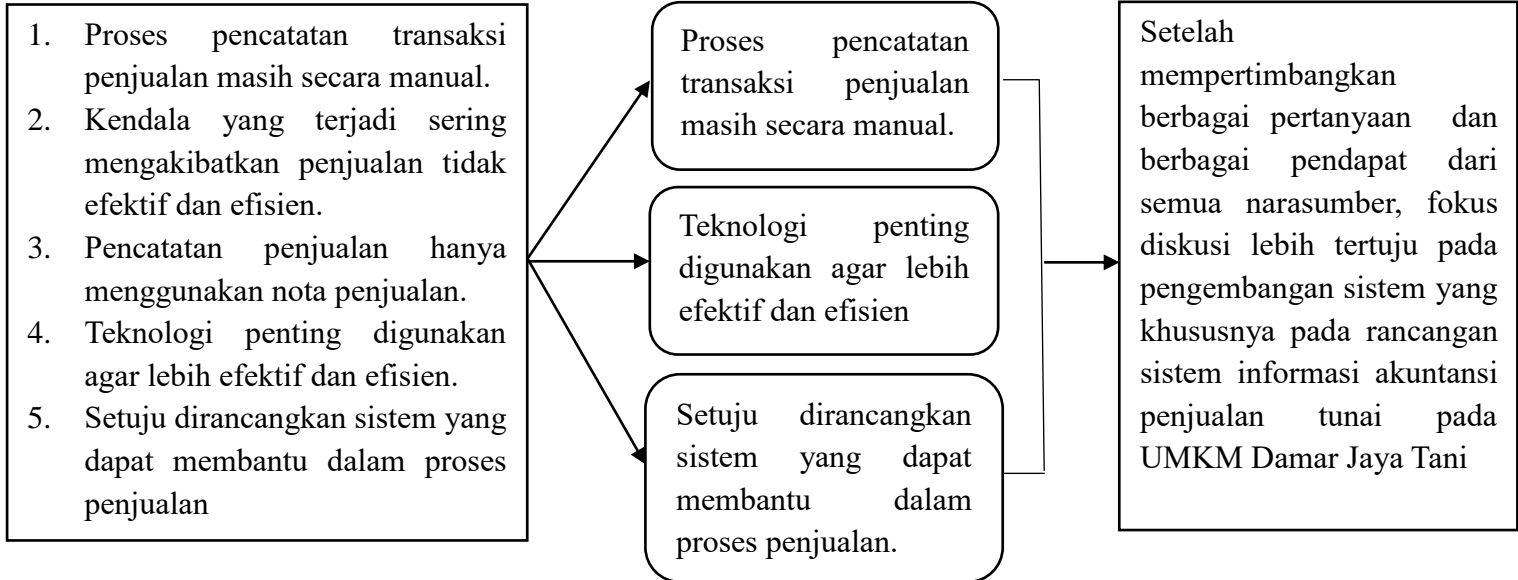 1. Proses pencatatan transaksi
penjualan masih secara manual.
2. Kendala yang terjadi sering
mengakibatkan penjualan tidak
efektif dan efisien.
3. Pencatatan penjualan hanya
menggunakan nota penjualan.
4. Teknologi penting digunakan
agar lebih efektif dan efisien.
5. Setuju dirancangkan sistem yang
dapat membantu dalam proses
penjualan
Proses pencatatan
transaksi penjualan
masih secara manual.
Teknologi penting
digunakan agar lebih
efektif dan efisien
Setuju dirancangkan
sistem yang dapat
membantu dalam
proses penjualan.
Setelah
mempertimbangkan
berbagai pertanyaan dan
berbagai pendapat dari
semua narasumber, fokus
diskusi lebih tertuju pada
pengembangan sistem yang
khususnya pada rancangan
sistem informasi akuntansi
penjualan tunai pada
UMKM Damar Jaya Tani